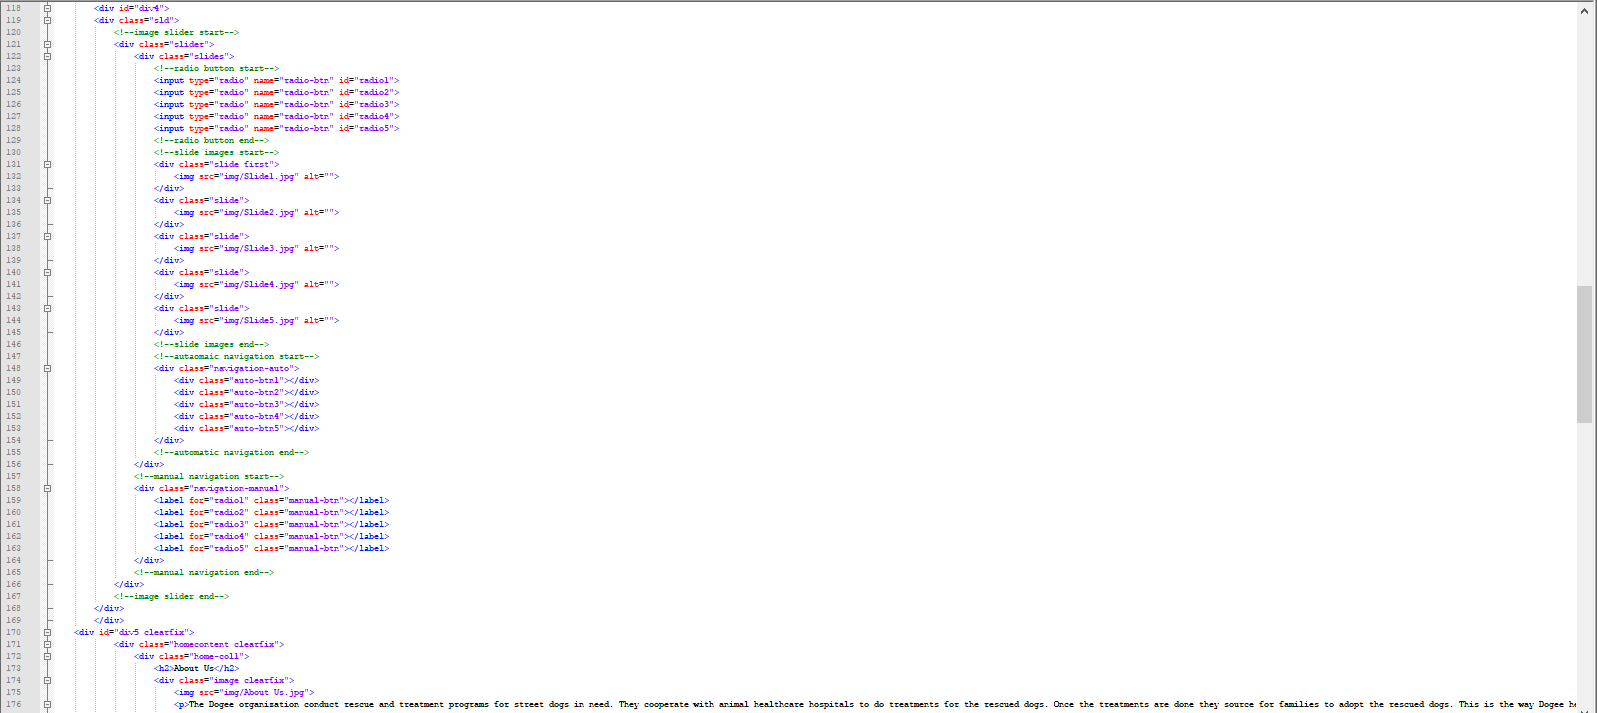 118 <div id="div4">
119 <div class="sld">
120 <!--image slider start-->
121 <div class="slider">
122 <div class="slides">
123 <!--radio button start-->
124 <input type="radio" name="radio-btn" id="radio1">
125 <input type="radio" name="radio-btn" id="radio2">
126 <input type="radio" name="radio-btn" id="radio3">
127 <input type="radio" name="radio-btn" id="radio4">
128 <input type="radio" name="radio-btn" id="radio5">
129 <!--radio button end-->
130 <!--slide images start-->
131 <div class="slide first">
132 <img src="img/Slide1.jpg" alt="">
133 </div>
134 <div class="slide">
135 <img src="img/Slide2.jpg" alt="">
136 </div>
137 <div class="slide">
138 <img src="img/Slide3.jpg" alt="">
139 </div>
140 <div class="slide">
141 <img src="img/Slide4.jpg" alt="">
142 </div>
143 <div class="slide">
144 <img src="img/Slide5.jpg" alt="">
145 </div>
146 <!--slide images end-->
147 <!--autaomaic navigation start-->
148 <div class="navigation-auto">
149 <div class="auto-btn1"></div>
150 <div class="auto-btn2"></div>
151 <div class="auto-btn3"></div>
152 <div class="auto-btn4"></div>
153 <div class="auto-btn5"></div>
154 </div>
155 <!--automatic navigation end-->
156 </div>
157 <!--manual navigation start-->
158 <div class="navigation-manual">
159 <label for="radio1" class="manual-btn"></label>
160 <label for="radio2" class="manual-btn"></label>
161 <label for="radio3" class="manual-btn"></label>
162 <label for="radio4" class="manual-btn"></label>
163 <label for="radio5" class="manual-btn"></label>
164 </div>
165 <!--manual navigation end-->
166 </div>
167 <!--image slider end-->
168 </div>
169 </div>
170 <div id="div5 clearfix">
171 <div class="homecontent clearfix">
172 <div class="home-col1">
173 <h2>About Us</h2>
174 <div class="image clearfix">
175 <img src="img/About Us.jpg">
176 <p>The Dogee organization conduct rescue and treatment programs for street dogs in need. They cooperate with animal healthcare hospitals to do treatments for the rescued dogs. Once the treatments are done they source for families to adopt the rescued dogs. This is the way Dogee he